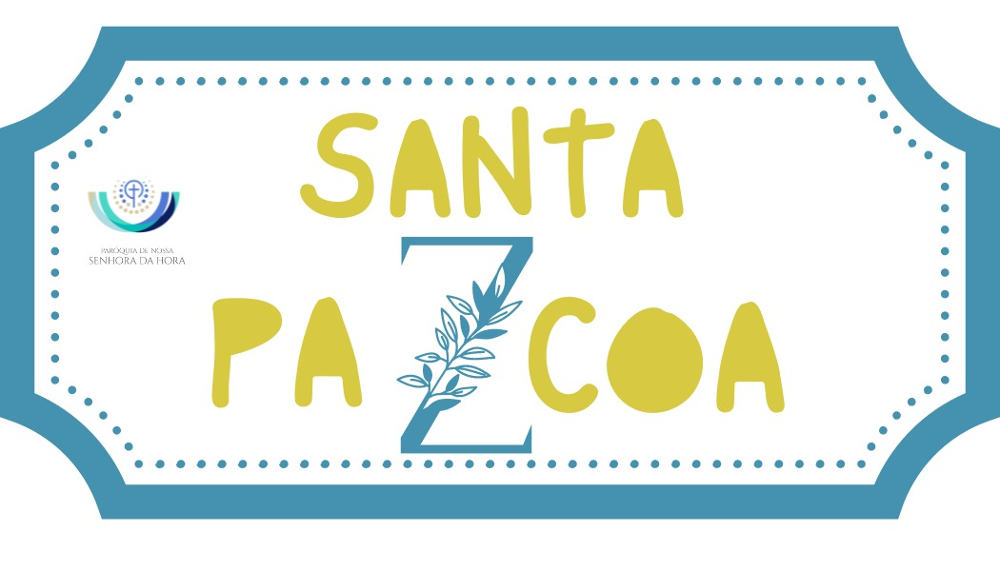 SANTA
PARÓQUIA DE NOSSA
SENHORA DA HORA
PAZCOA